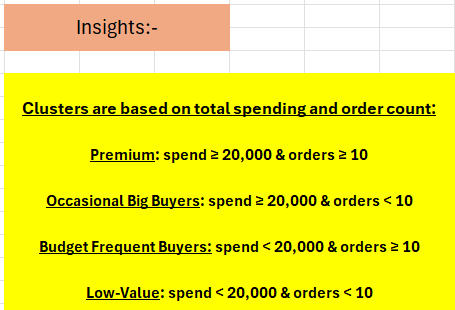 Insights:-
Clusters are based on total spending and order count:
Premium: spend ≥ 20,000 & orders ≥ 10
Occasional Big Buyers: spend ≥ 20,000 & orders < 10
Budget Frequent Buyers: spend < 20,000 & orders ≥ 10
Low-Value: spend < 20,000 & orders < 10